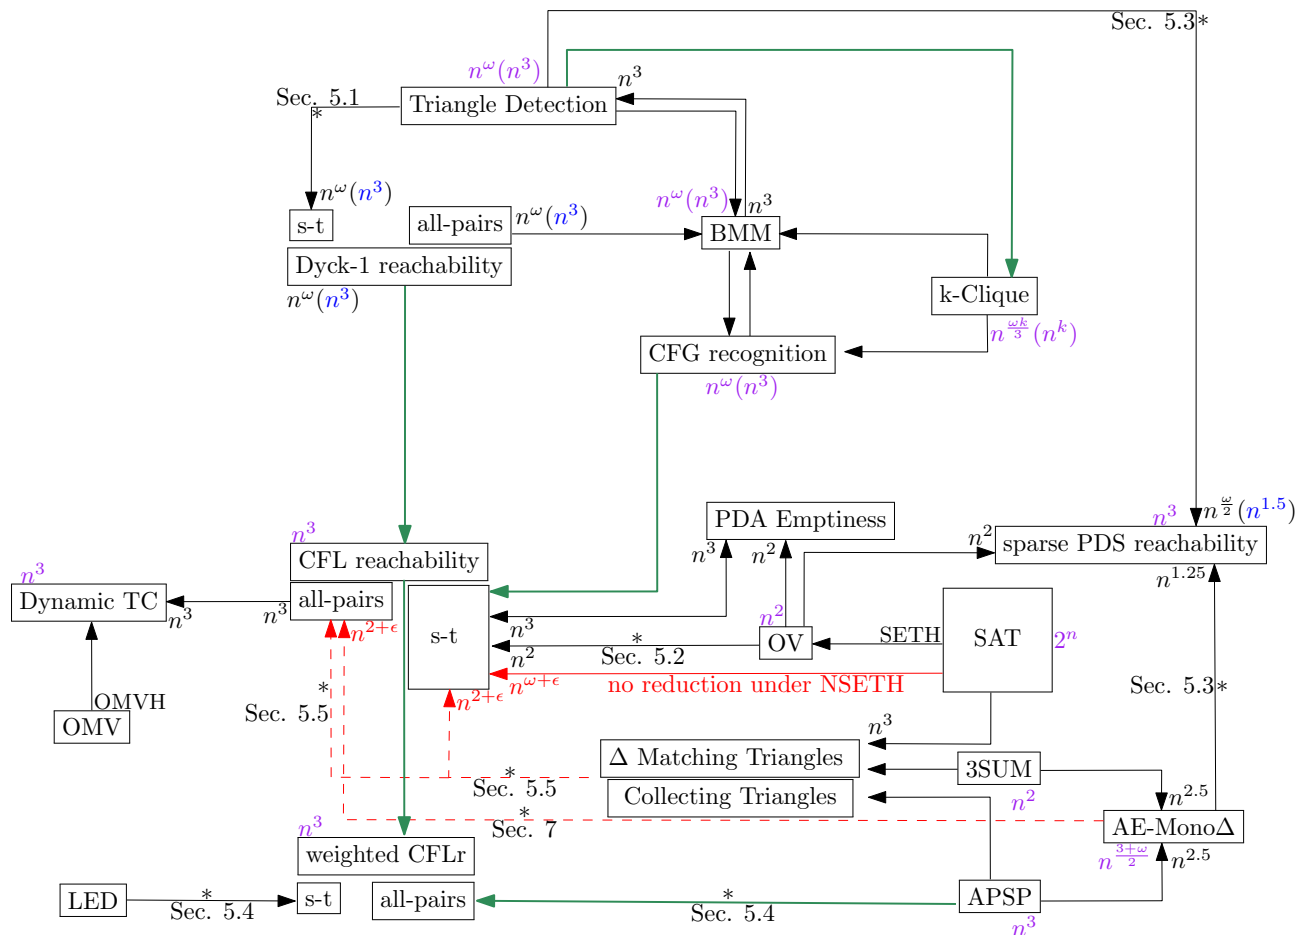 Sec. 5.3*
n^ω(n^3)
n^3
Sec. 5.1
*
Triangle Detection
n^ω(n^3)
n^ω(n^3)
n^3
s-t
all-pairs
n^ω(n^3)
BMM
Dyck-1 reachability
n^ω(n^3)
k-Clique
n^{ωk/3}(n^k)
CFG recognition
n^ω(n^3)
n^3
CFL reachability
PDA Emptiness
n^3
n^{ω/2}(n^{1.5})
n^2
sparse PDS reachability
n^3
n^2
n^{1.25}
n^3
Dynamic TC
n^3
n^3
all-pairs
n^{2+ϵ}
s-t
n^3
n^2
*
Sec. 5.2
n^2
OV
SETH
SAT
2^n
n^{ω+ϵ}
no reduction under NSETH
n^{2+ϵ}
OMVH
OMV
*
Sec. 5.5
Sec. 5.3*
n^3
Δ Matching Triangles
Collecting Triangles
3SUM
n^2
*
Sec. 5.5
*
Sec. 7
n^{2.5}
AE-MonoΔ
n^{(3+ω)/2}
n^{2.5}
n^3
weighted CFLr
LED
*
Sec. 5.4
s-t
all-pairs
*
Sec. 5.4
APSP
n^3